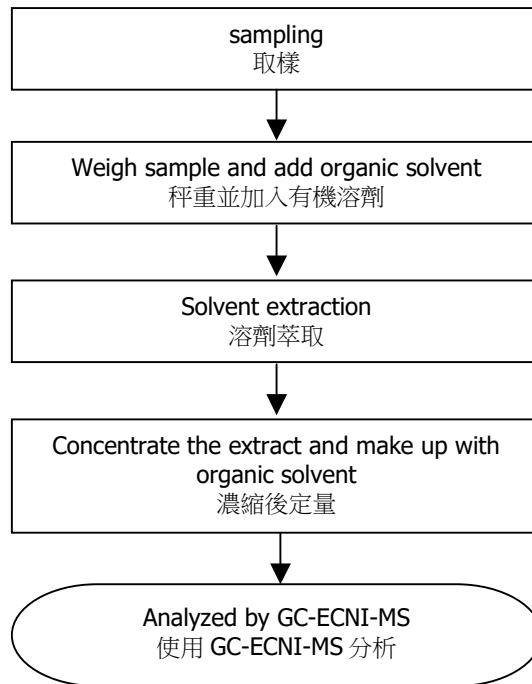 sampling
取樣
Weigh sample and add organic solvent
秤重並加入有機溶劑
Solvent extraction
溶劑萃取
Concentrate the extract and make up with
organic solvent
濃縮後定量
Analyzed by GC-ECNI-MS
使用 GC-ECNI-MS 分析